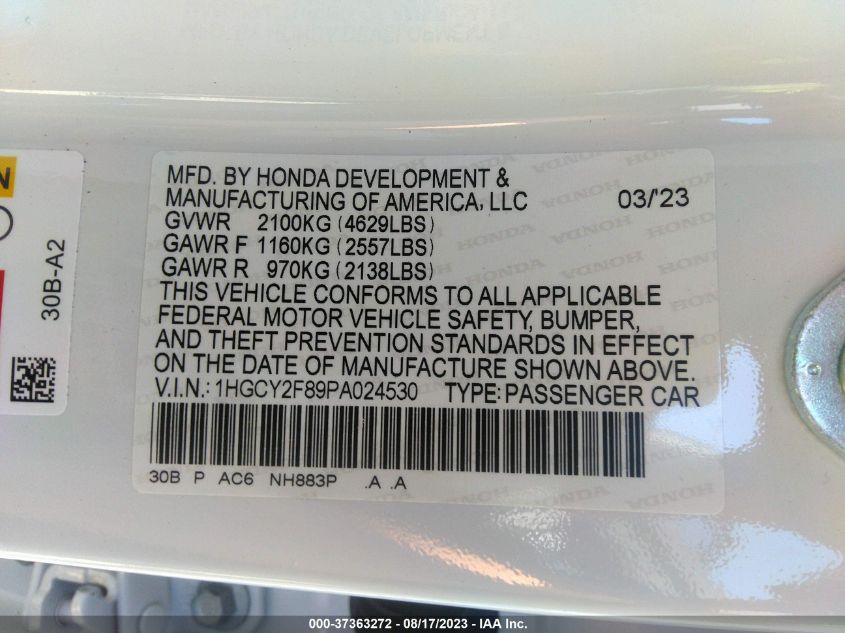 MFD. BY HONDA DEVELOPMENT &
MANUFACTURING OF AMERICA, LLC 03/'23
GVWR 2100KG (4629LBS)
GAWR F 1160KG (2557LBS)
GAWR R 970KG (2138LBS)
THIS VEHICLE CONFORMS TO ALL APPLICABLE
FEDERAL MOTOR VEHICLE SAFETY, BUMPER,
AND THEFT PREVENTION STANDARDS IN EFFECT
ON THE DATE OF MANUFACTURE SHOWN ABOVE.
V.I.N.: 1HGCY2F89PA024530 TYPE: PASSENGER CAR
30B P AC6 NH883P .A .A
30B-A2
N
HONDA
000-37363272 - 08/17/2023 - IAA Inc.